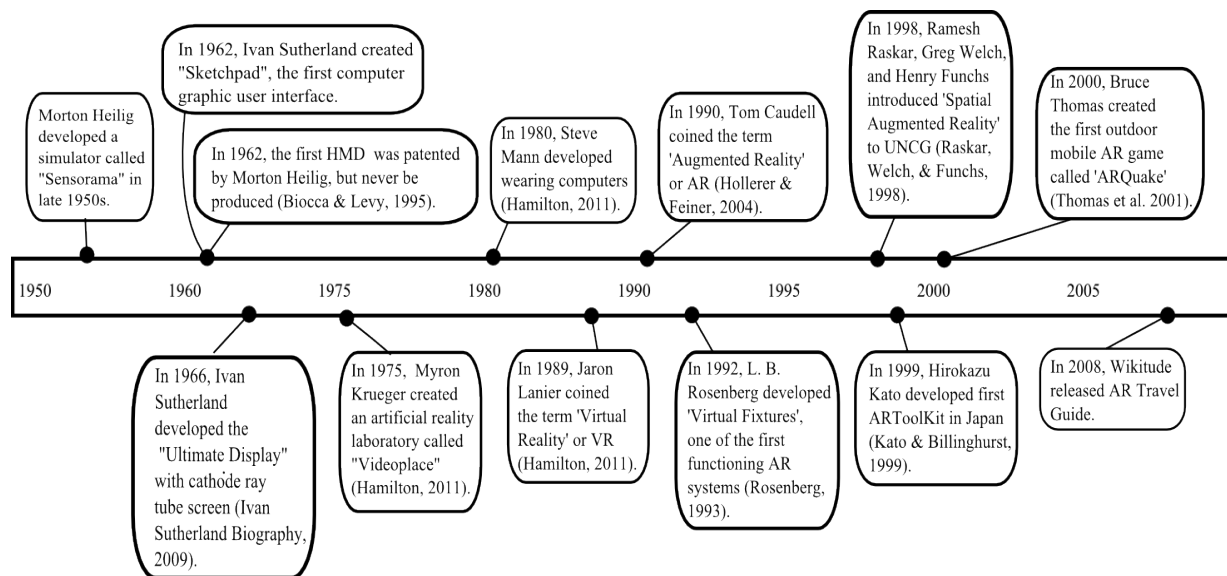 Morton Heilig
developed a
simulator called
"Sensorama" in
late 1950s.
In 1962, Ivan Sutherland created
"Sketchpad", the first computer
graphic user interface.
In 1962, the first HMD was patented
by Morton Heilig, but never be
produced (Biocca & Levy, 1995).
In 1980, Steve
Mann developed
wearing computers
(Hamilton, 2011).
In 1990, Tom Caudell
coined the term
'Augmented Reality'
or AR (Hollerer &
Feiner, 2004).
In 1998, Ramesh
Raskar, Greg Welch,
and Henry Funchs
introduced 'Spatial
Augmented Reality'
to UNCG (Raskar,
Welch, & Funchs,
1998).
In 2000, Bruce
Thomas created
the first outdoor
mobile AR game
called 'ARQuake'
(Thomas et al. 2001).
1950 1960 1975 1980 1990 1995 2000 2005
In 1966, Ivan
Sutherland
developed the
"Ultimate Display"
with cathode ray
tube screen (Ivan
Sutherland Biography,
2009).
In 1975, Myron
Krueger created
an artificial reality
laboratory called
"Videoplace"
(Hamilton, 2011).
In 1989, Jaron
Lanier coined
the term 'Virtual
Reality' or VR
(Hamilton, 2011).
In 1992, L. B.
Rosenberg developed
'Virtual Fixtures',
one of the first
functioning AR
systems (Rosenberg,
1993).
In 1999, Hirokazu
Kato developed first
ARToolKit in Japan
(Kato & Billinghurst,
1999).
In 2008, Wikitude
released AR Travel
Guide.